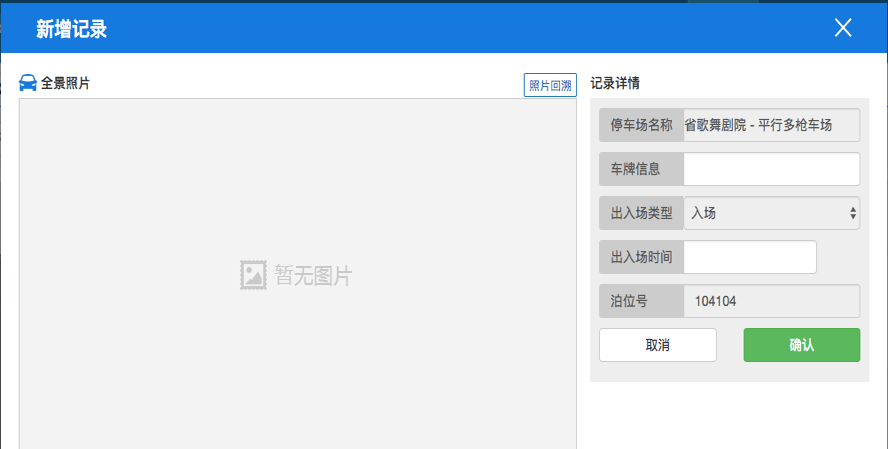 新增记录
全景照片
照片回溯
暂无图片
记录详情
停车场名称 省歌舞剧院 - 平行多枪车场
车牌信息
出入场类型 入场
出入场时间
泊位号 104104
取消 确认